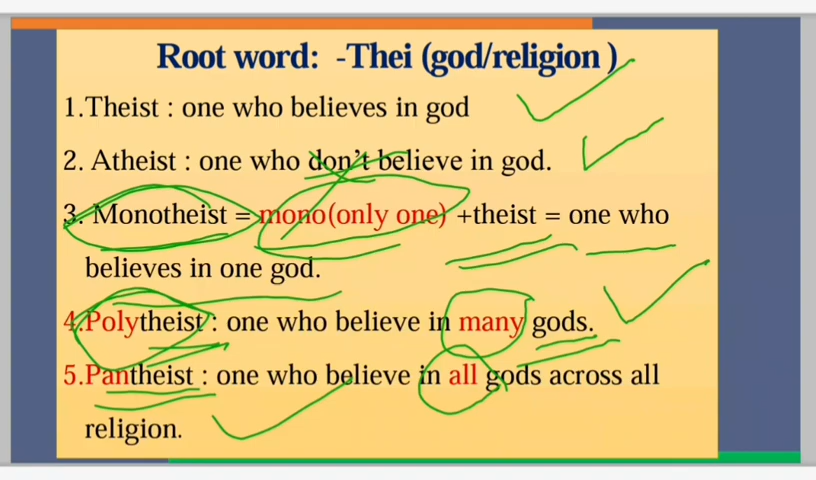 Root word: -Thei (god/religion )
1.Theist : one who believes in god
2. Atheist : one who don't believe in god.
3. Monotheist = mono(only one) +theist = one who
believes in one god.
4.Polytheist : one who believe in many gods.
5.Pantheist : one who believe in all gods across all
religion.